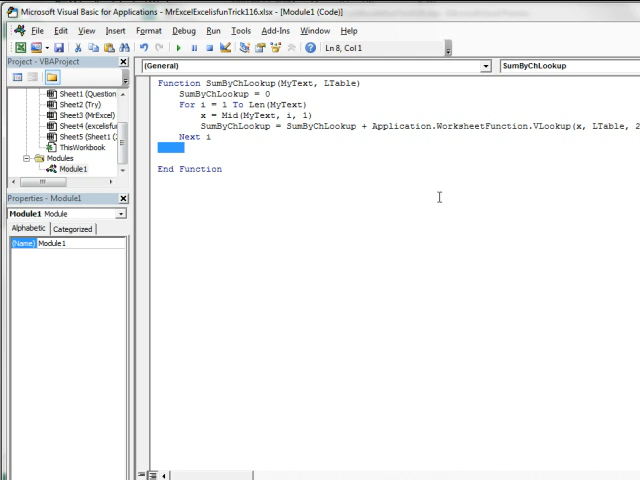 Microsoft Visual Basic for Applications - MrExcelExcelisfunTrick116.xlsx - [Module1 (Code)]
File Edit View Insert Format Debug Run Tools Add-Ins Window Help
Ln 8, Col 1
Project - VBAProject
(General) SumByChLookup
Sheet1 (Question
Sheet2 (Try)
Sheet3 (MrExcel)
Sheet4 (excelisfu
Sheet5 (Sheet1 (3
ThisWorkbook
Modules
Module1
Properties - Module1
Module1 Module
Alphabetic Categorized
(Name) Module1
Function SumByChLookup(MyText, LTable)
SumByChLookup = 0
For i = 1 To Len(MyText)
x = Mid(MyText, i, 1)
SumByChLookup = SumByChLookup + Application.WorksheetFunction.VLookup(x, LTable, 2
Next i
End Function